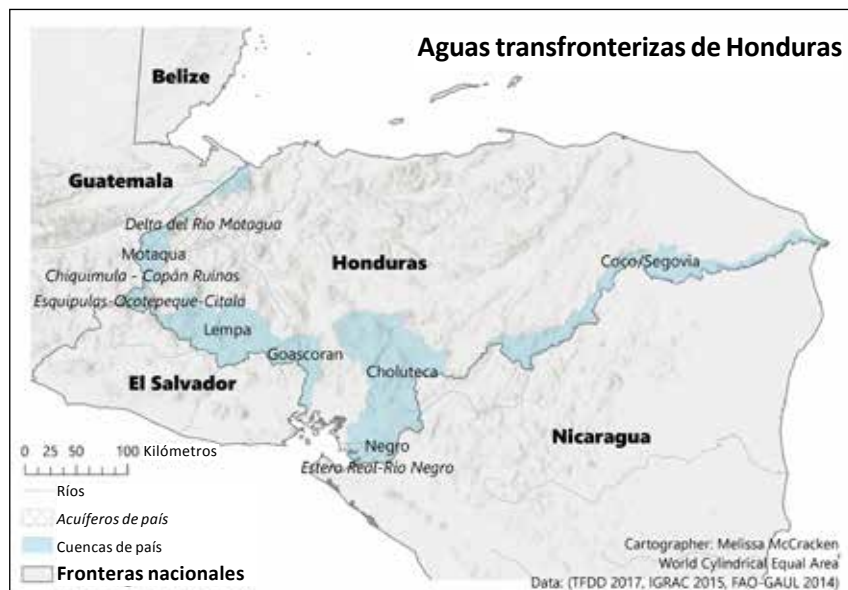 Aguas transfronterizas de Honduras
Belize
Guatemala
Delta del Río Motagua
Motaqua
Honduras
Coco/Segovia
Chiquimula - Copán Ruinas
Esquipulas-Ocotepeque-Citalá
Lempa
Goascoran
Choluteca
El Salvador
Nicaragua
Negro
Estero Real-Río Negro
0 25 50 100 Kilómetros
Ríos
Acuíferos de país
Cuencas de país
Fronteras nacionales
Cartographer: Melissa McCracken
World Cylindrical Equal Area
Data: (TFDD 2017, IGRAC 2015, FAO-GAUL 2014)